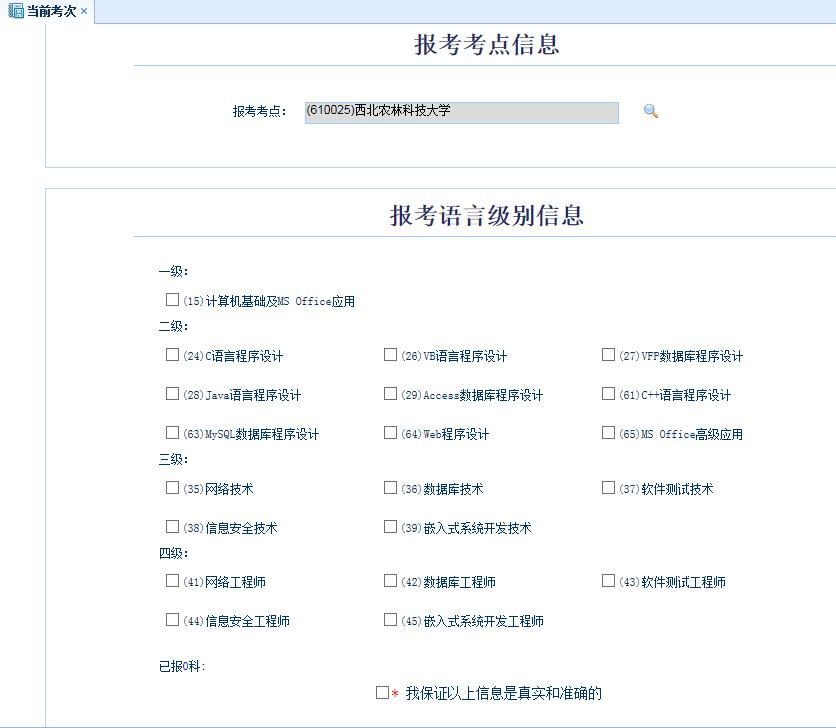 当前考次 ×
报考考点信息
报考考点: (610025)西北农林科技大学
报考语言级别信息
一级:
(15)计算机基础及MS Office应用
二级:
(24)C语言程序设计 (26)VB语言程序设计 (27)VFP数据库程序设计
(28)Java语言程序设计 (29)Access数据库程序设计 (61)C++语言程序设计
(63)MySQL数据库程序设计 (64)Web程序设计 (65)MS Office高级应用
三级:
(35)网络技术 (36)数据库技术 (37)软件测试技术
(38)信息安全技术 (39)嵌入式系统开发技术
四级:
(41)网络工程师 (42)数据库工程师 (43)软件测试工程师
(44)信息安全工程师 (45)嵌入式系统开发工程师
已报0科:
* 我保证以上信息是真实和准确的